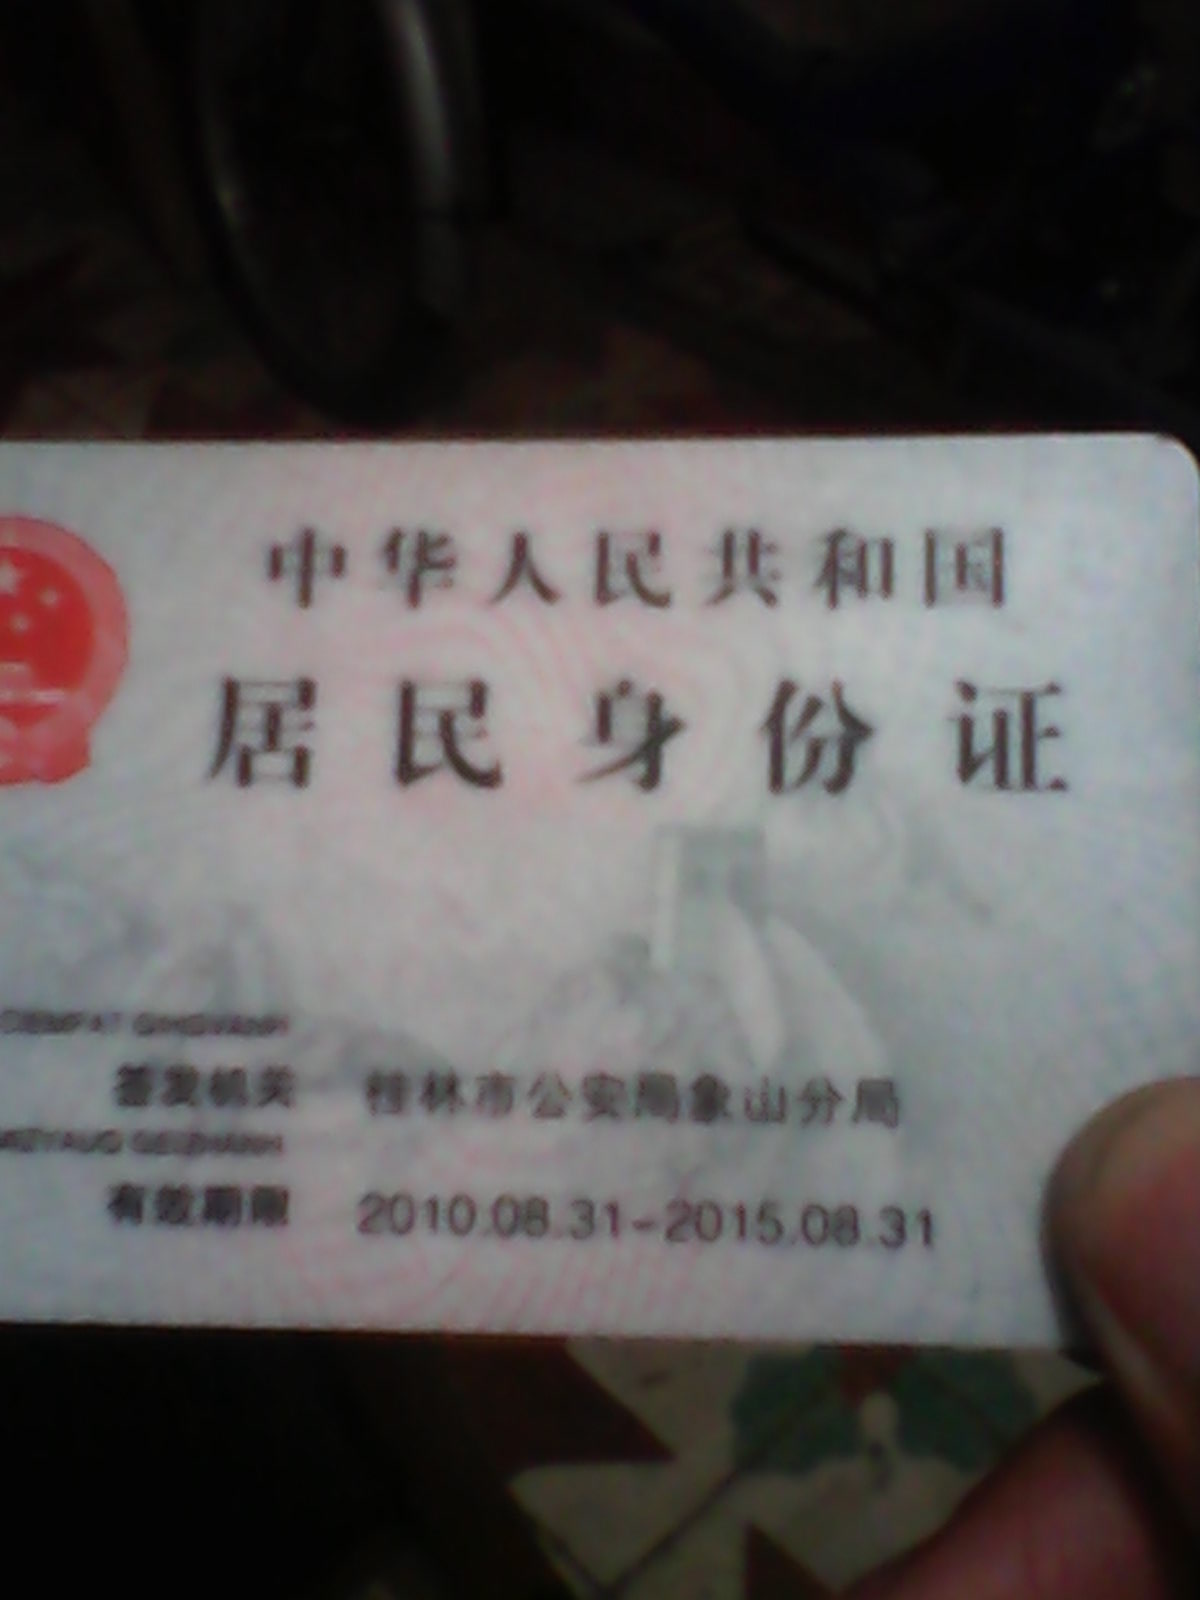 中华人民共和国
居民身份证
签发机关 桂林市公安局象山分局
有效期限 2010.08.31-2015.08.31